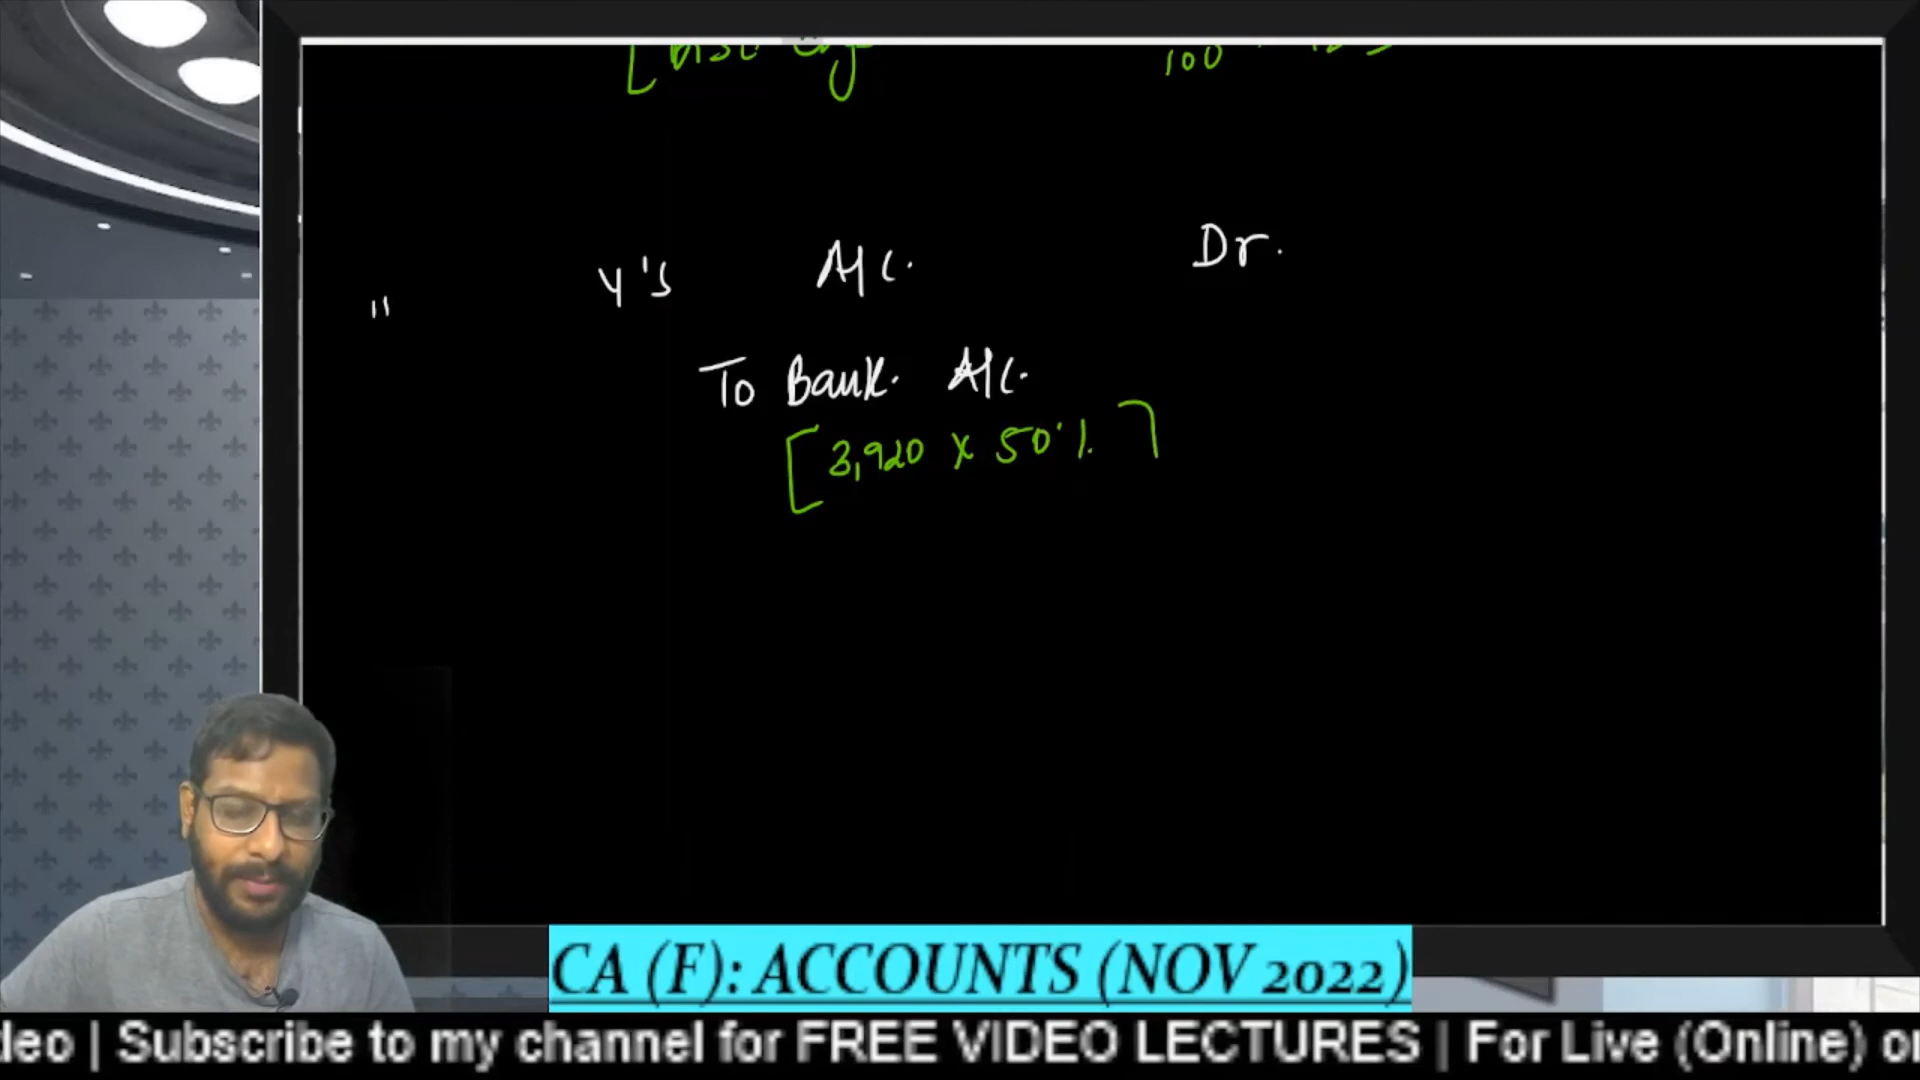 100
Y's A/c. Dr.
"
To Bank. A/c.
[3,920 x 50%]
CA (F): ACCOUNTS (NOV 2022)
deo | Subscribe to my channel for FREE VIDEO LECTURES | For Live (Online) or